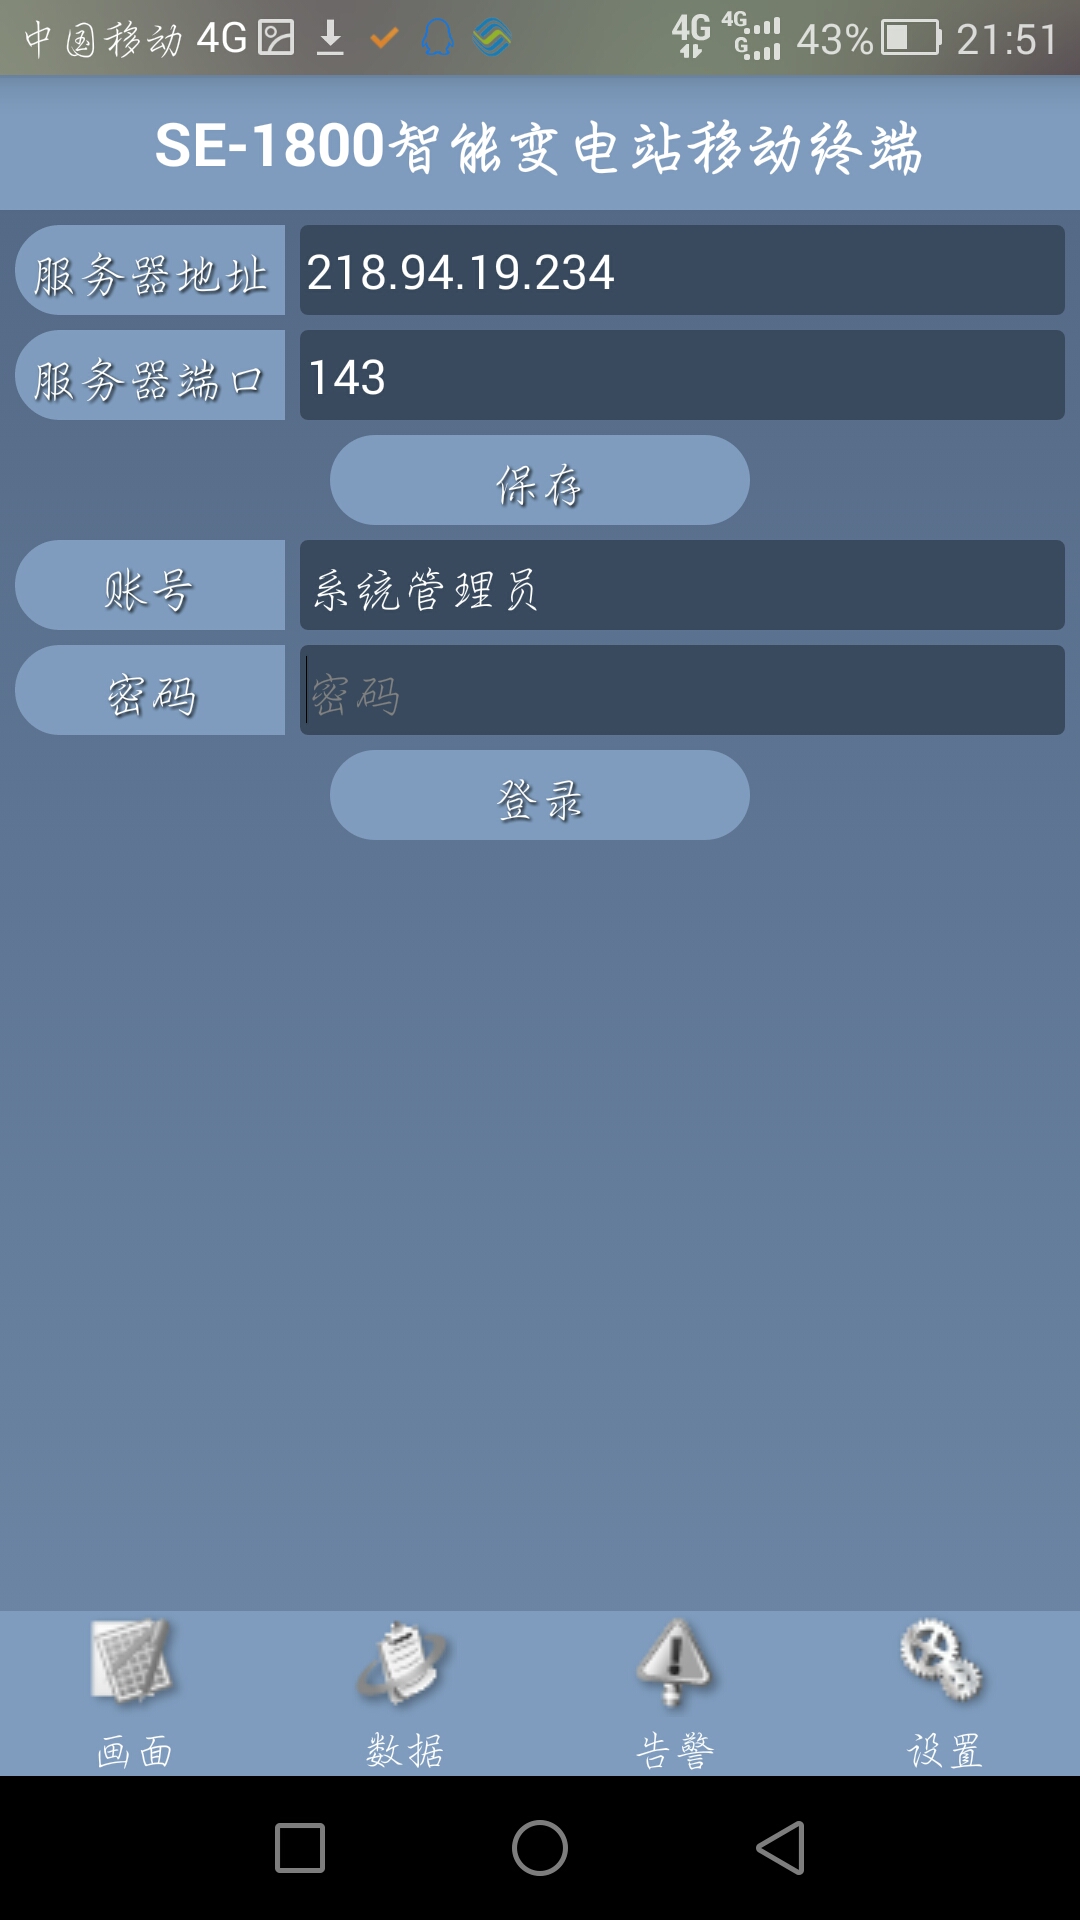 中国移动 4G 4G 4G G 43% 21:51
SE-1800智能变电站移动终端
服务器地址 218.94.19.234
服务器端口 143
保存
账号 系统管理员
密码 密码
登录
画面 数据 告警 设置